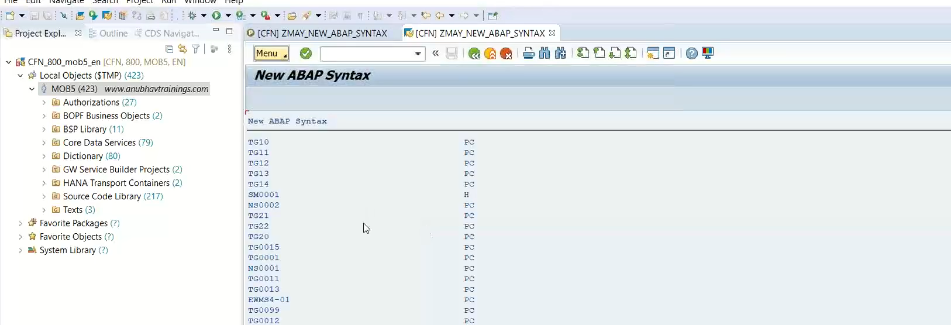 File Edit Navigate Search Project Run Window Help
Project Expl... Outline CDS Navigat...
CFN_800_mob5_en [CFN, 800, MOB5, EN]
Local Objects ($TMP) (423)
MOB5 (423) www.anubhavtrainings.com
Authorizations (27)
BOPF Business Objects (2)
BSP Library (11)
Core Data Services (79)
Dictionary (80)
GW Service Builder Projects (2)
HANA Transport Containers (2)
Source Code Library (217)
Texts (3)
Favorite Packages (?)
Favorite Objects (?)
System Library (?)
[CFN] ZMAY_NEW_ABAP_SYNTAX [CFN] ZMAY_NEW_ABAP_SYNTAX
Menu
New ABAP Syntax
New ABAP Syntax
TG10 PC
TG11 PC
TG12 PC
TG13 PC
TG14 PC
SM0001 H
NS0002 PC
TG21 PC
TG22 PC
TG20 PC
TG0015 PC
TG0001 PC
NS0001 PC
TG0011 PC
TG0013 PC
EWMS4-01 PC
TG0099 PC
TG0012 PC